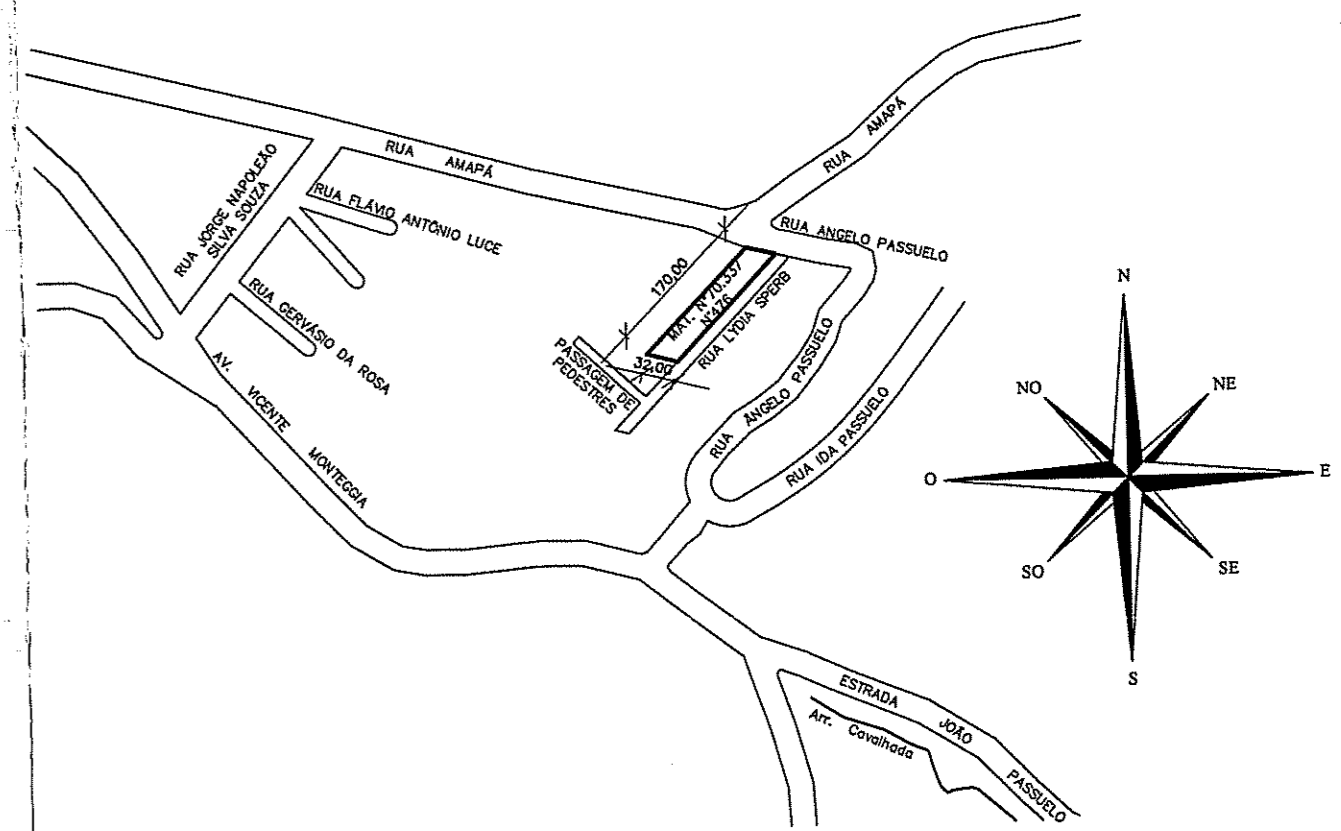 RUA AMAPÁ
RUA AMAPÁ
RUA JORGE NAPOLEÃO
SILVA SOUZA
RUA FLÁVIO ANTÔNIO LUCE
RUA GERVÁSIO DA ROSA
AV. VICENTE MONTEGGIA
RUA ANGELO PASSUELO
170,00
MAT. Nº70.337
Nº476
RUA LYDIA SPERB
32,00
PASSAGEM DE
PEDESTRES
RUA ÂNGELO PASSUELO
RUA IDA PASSUELO
N
NE
E
SE
S
SO
O
NO
ESTRADA JOÃO PASSUELO
Arr. Cavalhada